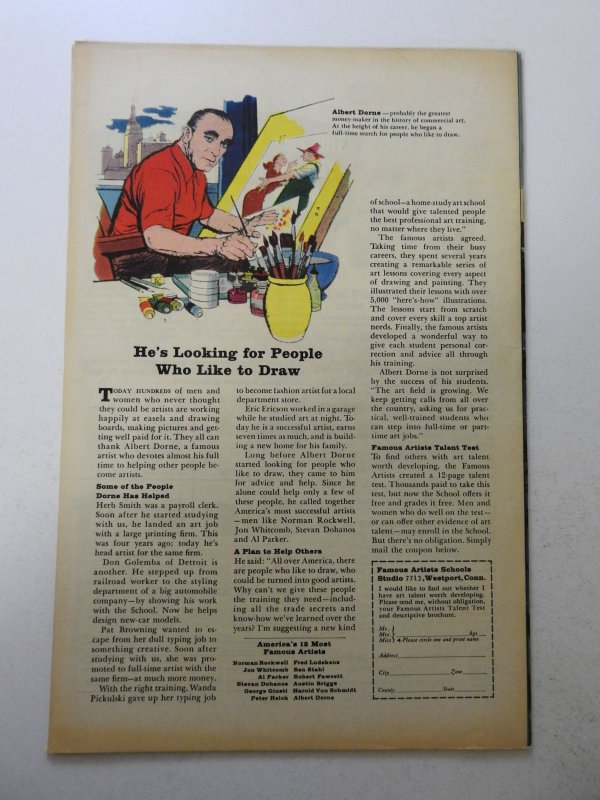 Albert Dorne — probably the greatest
money-maker in the history of commercial art.
At the height of his career, he began a
full-time search for people who like to draw.
He's Looking for People
Who Like to Draw
TODAY HUNDREDS of men and
women who never thought
they could be artists are working
happily at easels and drawing
boards, making pictures and get-
ting well paid for it. They all can
thank Albert Dorne, a famous
artist who devotes almost his full
time to helping other people be-
come artists.
Some of the People
Dorne Has Helped
Herb Smith was a payroll clerk.
Soon after he started studying
with us, he landed an art job
with a large printing firm. This
was four years ago; today he's
head artist for the same firm.
Don Golemba of Detroit is
another. He stepped up from
railroad worker to the styling
department of a big automobile
company—by showing his work
with the School. Now he helps
design new-car models.
Pat Browning wanted to es-
cape from her dull typing job to
something creative. Soon after
studying with us, she was pro-
moted to full-time artist with the
same firm—at much more money.
With the right training, Wanda
Pickulski gave up her typing job
to become fashion artist for a local
department store.
Eric Ericson worked in a garage
while he studied art at night. To-
day he is a successful artist, earns
seven times as much, and is build-
ing a new home for his family.
Long before Albert Dorne
started looking for people who
like to draw, they came to him
for advice and help. Since he
alone could help only a few of
these people, he called together
America's most successful artists
—men like Norman Rockwell,
Jon Whitcomb, Stevan Dohanos
and Al Parker.
A Plan to Help Others
He said: "All over America, there
are people who like to draw, who
could be turned into good artists.
Why can't we give these people
the training they need—includ-
ing all the trade secrets and
know-how we've learned over the
years? I'm suggesting a new kind
America's 12 Most
Famous Artists
Norman Rockwell Fred Ludekens
Jon Whitcomb Ben Stahl
Al Parker Robert Fawcett
Stevan Dohanos Austin Briggs
George Giusti Harold Von Schmidt
Peter Helck Albert Dorne
of school—a home-study art school
that would give talented people
the best professional art training,
no matter where they live."
The famous artists agreed.
Taking time from their busy
careers, they spent several years
creating a remarkable series of
art lessons covering every aspect
of drawing and painting. They
illustrated their lessons with over
5,000 "here's-how" illustrations.
The lessons start from scratch
and cover every skill a top artist
needs. Finally, the famous artists
developed a wonderful way to
give each student personal cor-
rection and advice all through
his training.
Albert Dorne is not surprised
by the success of his students.
"The art field is growing. We
keep getting calls from all over
the country, asking us for prac-
tical, well-trained students who
can step into full-time or part-
time art jobs."
Famous Artists Talent Test
To find others with art talent
worth developing, the Famous
Artists created a 12-page talent
test. Thousands paid to take this
test, but now the School offers it
free and grades it free. Men and
women who do well on the test—
or can offer other evidence of art
talent—may enroll in the School.
But there's no obligation. Simply
mail the coupon below.
Famous Artists Schools
Studio 7713, Westport, Conn.
I would like to find out whether I
have art talent worth developing.
Please send me, without obligation,
your Famous Artists Talent Test
and descriptive brochure.
Mr.
Mrs. Age
Miss Please circle one and print name
Address
City Zone
County State